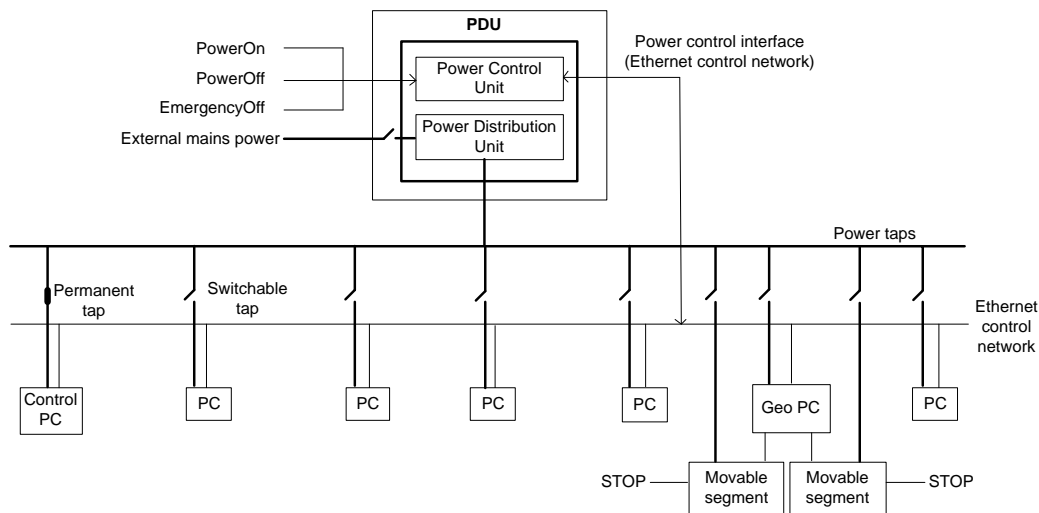 PDU
PowerOn
PowerOff
EmergencyOff
External mains power
Power Control
Unit
Power Distribution
Unit
Power control interface
(Ethernet control network)
Power taps
Permanent
tap
Switchable
tap
Ethernet
control
network
Control
PC
PC
PC
PC
PC
Geo PC
PC
STOP
Movable
segment
Movable
segment
STOP